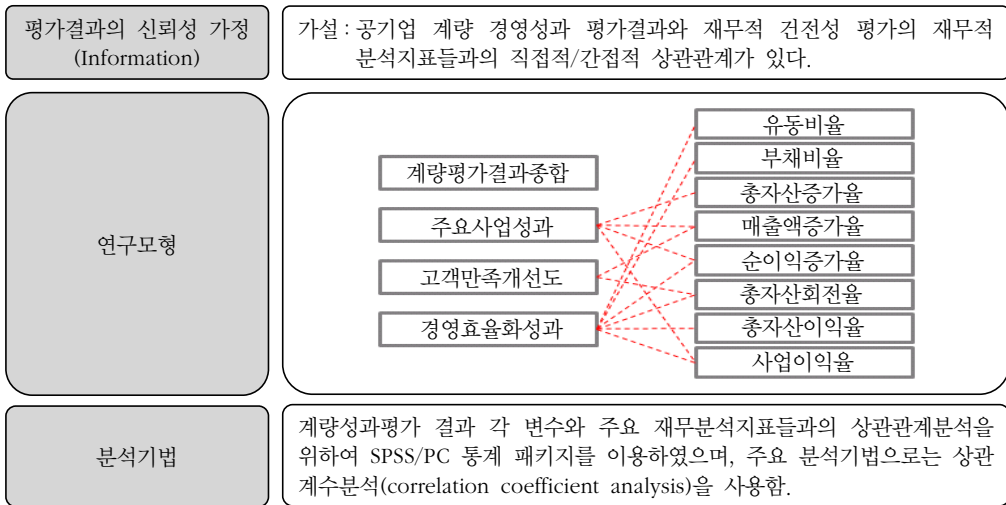 평가결과의 신뢰성 가정
(Information)
가설 : 공기업 계량 경영성과 평가결과와 재무적 건전성 평가의 재무적
분석지표들과의 직접적/간접적 상관관계가 있다.
연구모형
계량평가결과종합
주요사업성과
고객만족개선도
경영효율화성과
유동비율
부채비율
총자산증가율
매출액증가율
순이익증가율
총자산회전율
총자산이익율
사업이익율
분석기법
계량성과평가 결과 각 변수와 주요 재무분석지표들과의 상관관계분석을
위하여 SPSS/PC 통계 패키지를 이용하였으며, 주요 분석기법으로는 상관
계수분석(correlation coefficient analysis)을 사용함.